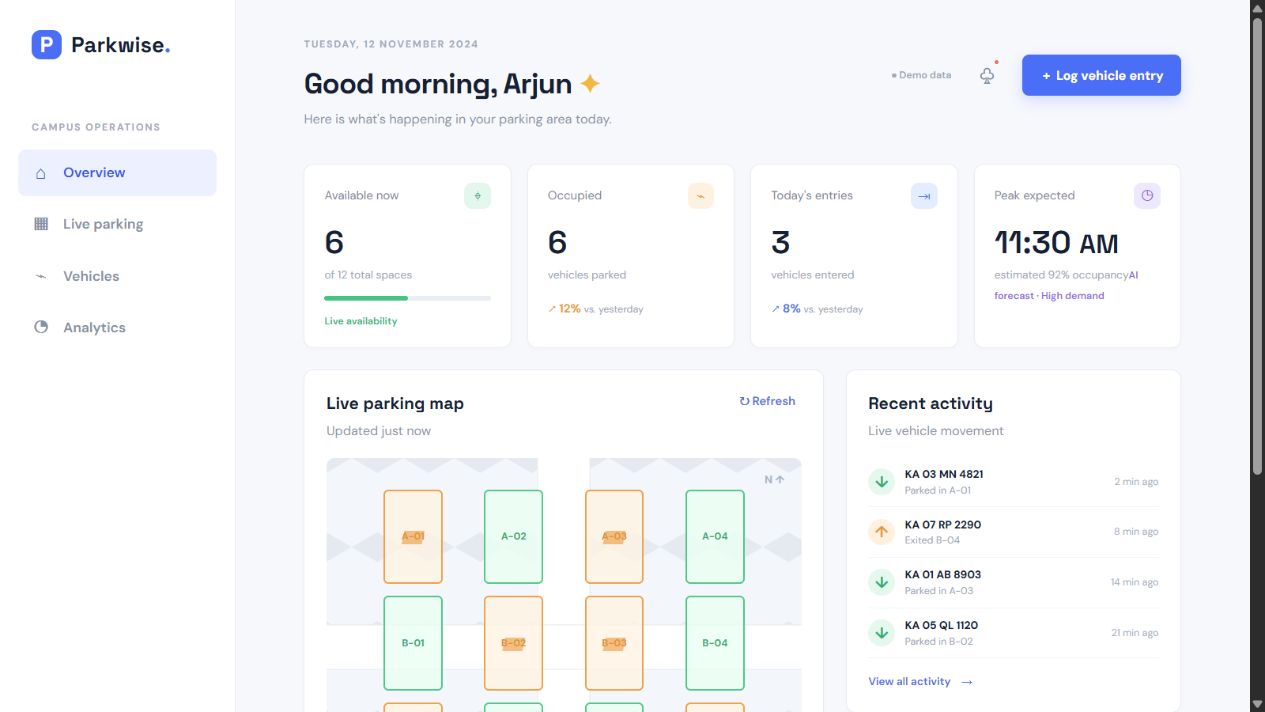 P Parkwise.
CAMPUS OPERATIONS
Overview
Live parking
Vehicles
Analytics
TUESDAY, 12 NOVEMBER 2024
Good morning, Arjun ✦
Here is what's happening in your parking area today.
● Demo data
+ Log vehicle entry
Available now
6
of 12 total spaces
Live availability
Occupied
6
vehicles parked
↗ 12% vs. yesterday
Today's entries
3
vehicles entered
↗ 8% vs. yesterday
Peak expected
11:30 AM
estimated 92% occupancyAI
forecast · High demand
Live parking map
↻ Refresh
Updated just now
N ↑
A-01 A-02 A-03 A-04
B-01 B-02 B-03 B-04
Recent activity
Live vehicle movement
KA 03 MN 4821
Parked in A-01
2 min ago
KA 07 RP 2290
Exited B-04
8 min ago
KA 01 AB 8903
Parked in A-03
14 min ago
KA 05 QL 1120
Parked in B-02
21 min ago
View all activity →